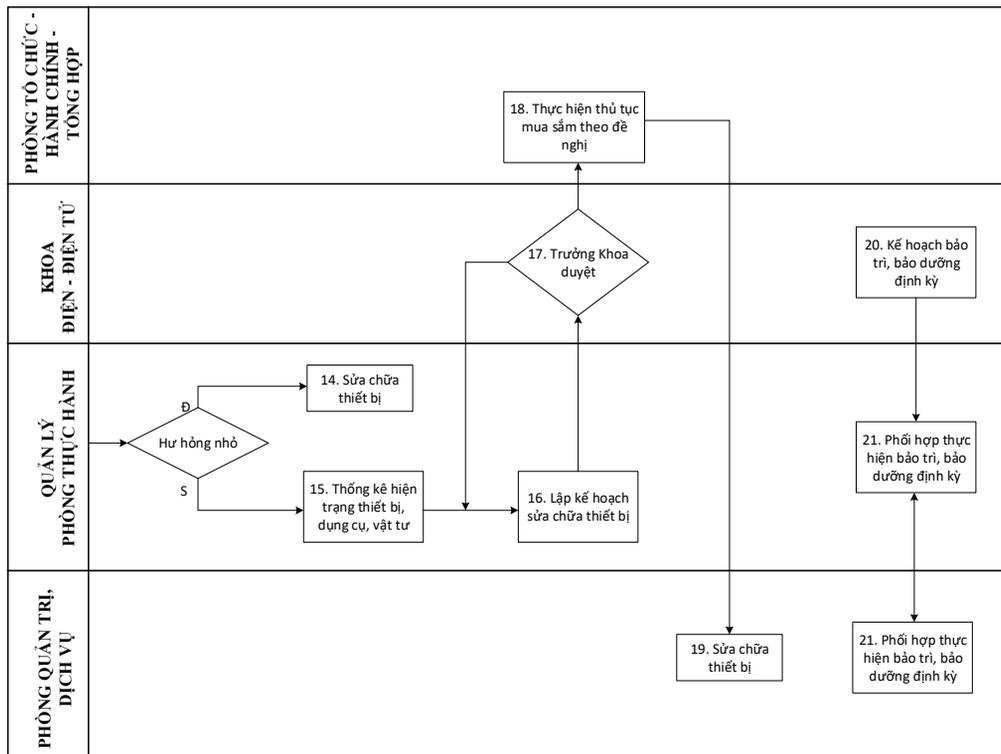 PHÒNG TỔ CHỨC -
HÀNH CHÍNH -
TỔNG HỢP
18. Thực hiện thủ tục
mua sắm theo đề
nghị
KHOA
ĐIỆN - ĐIỆN TỬ
17. Trưởng Khoa
duyệt
20. Kế hoạch bảo
trì, bảo dưỡng
định kỳ
QUẢN LÝ
PHÒNG THỰC HÀNH
Đ
Hư hỏng nhỏ
S
14. Sửa chữa
thiết bị
15. Thống kê hiện
trạng thiết bị,
dụng cụ, vật tư
16. Lập kế hoạch
sửa chữa thiết bị
21. Phối hợp thực
hiện bảo trì, bảo
dưỡng định kỳ
PHÒNG QUẢN TRỊ,
DỊCH VỤ
19. Sửa chữa
thiết bị
21. Phối hợp thực
hiện bảo trì, bảo
dưỡng định kỳ